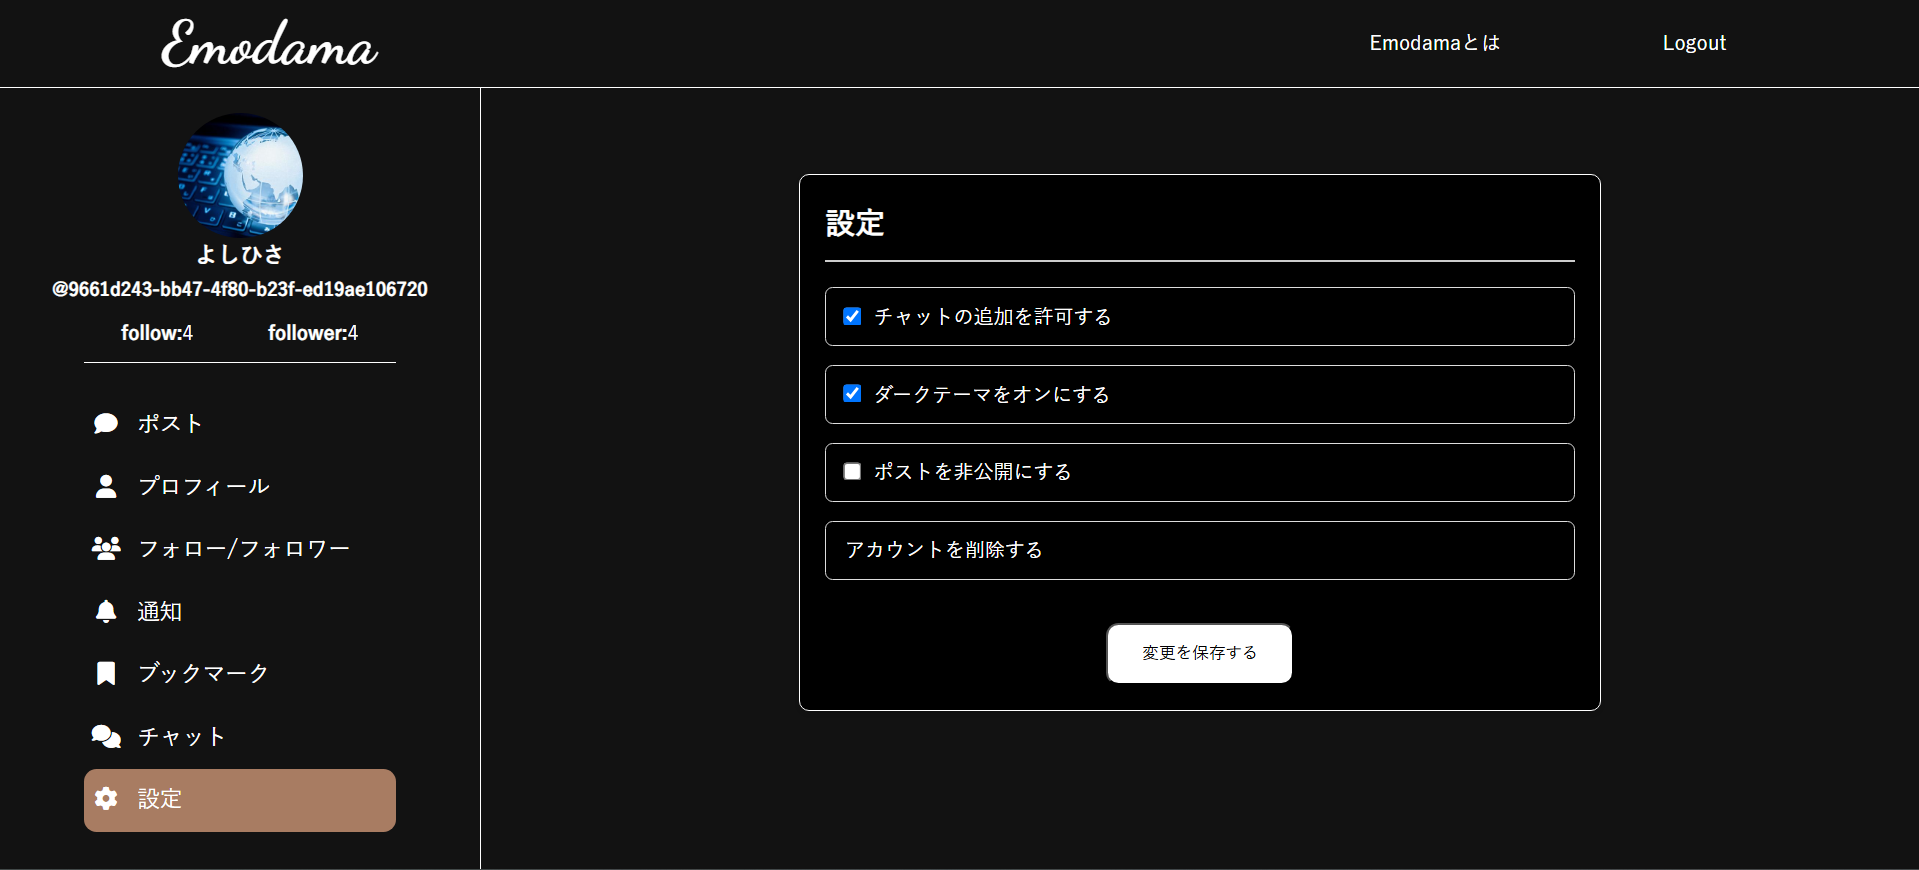 Emodama
Emodamaとは
Logout
よしひさ
@9661d243-bb47-4f80-b23f-ed19ae106720
follow:4 follower:4
ポスト
プロフィール
フォロー/フォロワー
通知
ブックマーク
チャット
設定
設定
チャットの追加を許可する
ダークテーマをオンにする
ポストを非公開にする
アカウントを削除する
変更を保存する